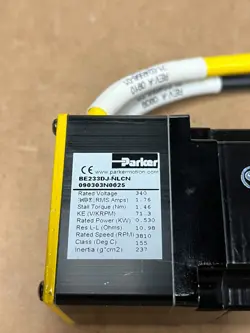 Parker
CE
www.parkermotion.com
BE233DJ-NLCN
090303N0025
Rated Voltage 340
(RMS Amps) 1.76
Stall Torque (Nm) 1.46
KE (V/KRPM) 71.3
Rated Power (KW) 0.530
Res L-L (Ohms) 10.98
Rated Speed (RPM) 3810
Class (Deg C) 155
Inertia (g*cm2) 237